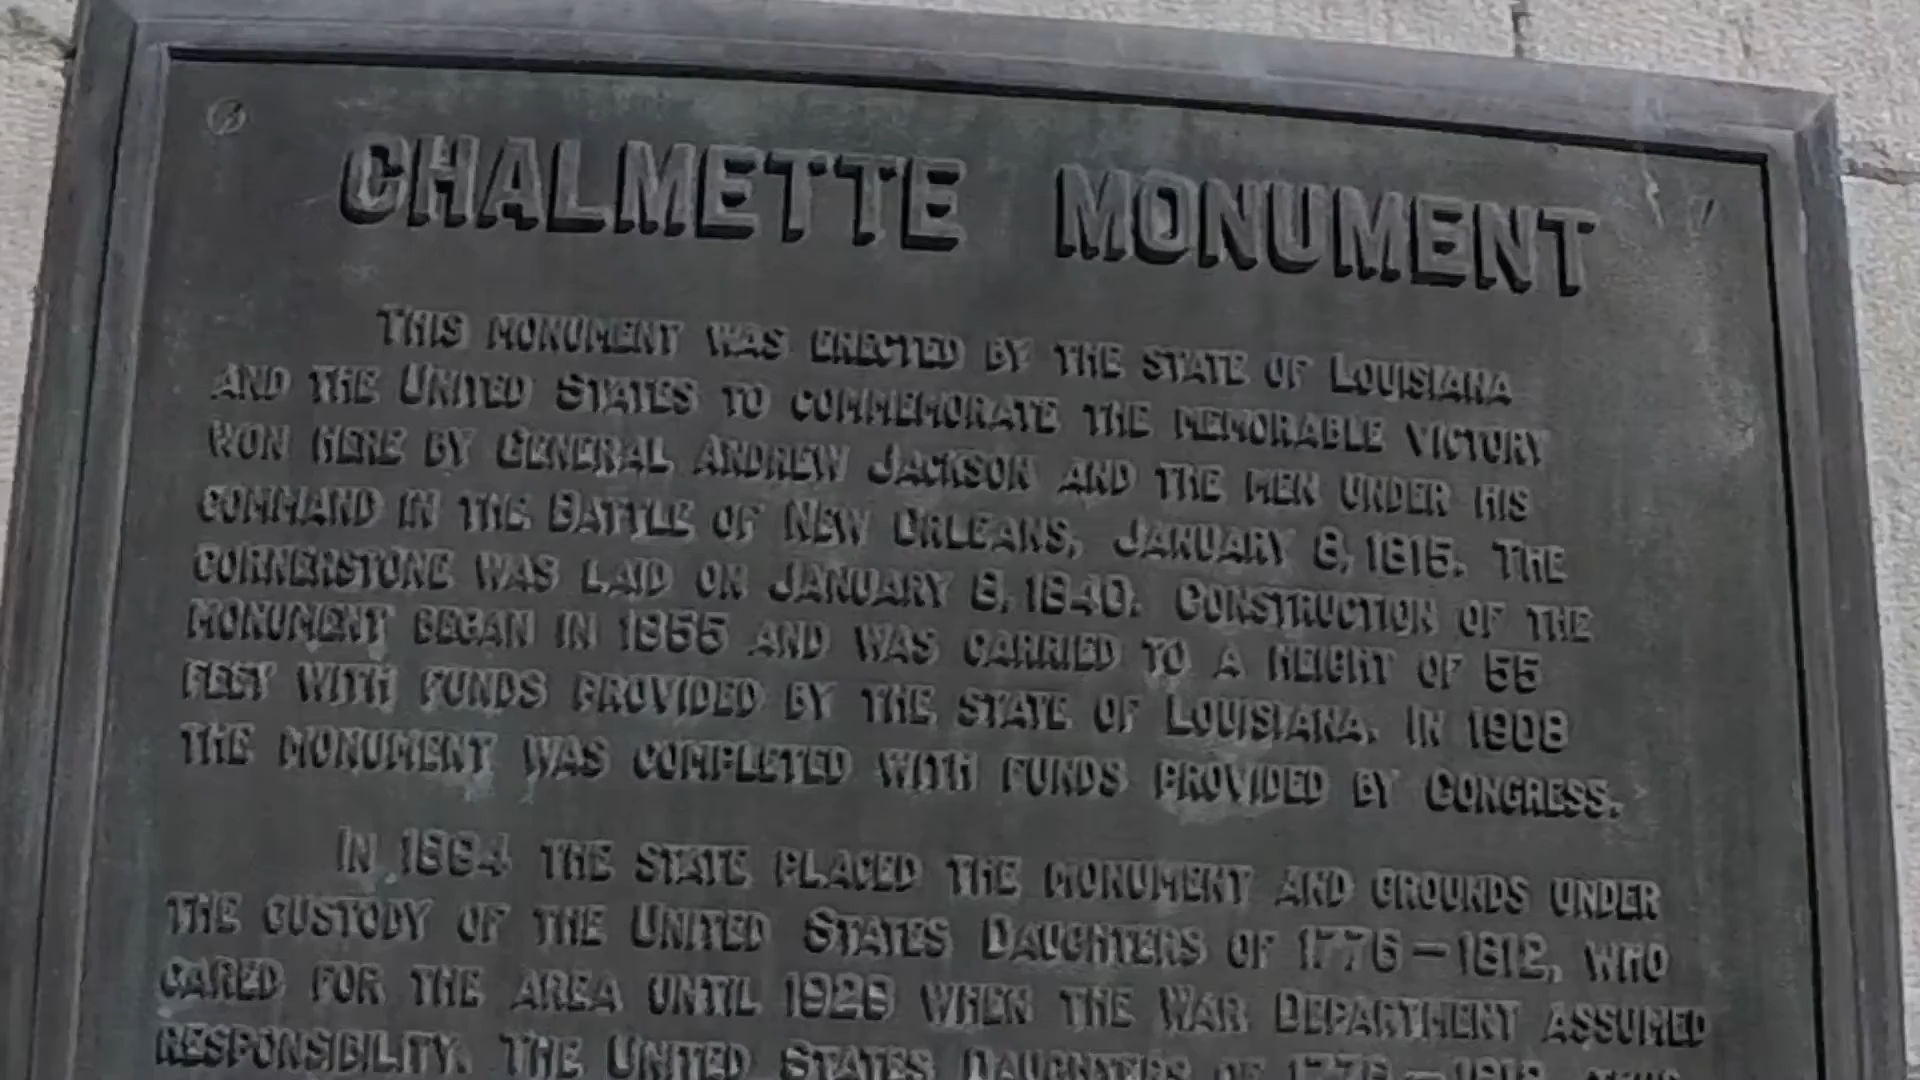 CHALMETTE MONUMENT
THIS MONUMENT WAS ERECTED BY THE STATE OF LOUISIANA
AND THE UNITED STATES TO COMMEMORATE THE MEMORABLE VICTORY
WON HERE BY GENERAL ANDREW JACKSON AND THE MEN UNDER HIS
COMMAND IN THE BATTLE OF NEW ORLEANS, JANUARY 8, 1815. THE
CORNERSTONE WAS LAID ON JANUARY 8, 1840. CONSTRUCTION OF THE
MONUMENT BEGAN IN 1855 AND WAS CARRIED TO A HEIGHT OF 55
FEET WITH FUNDS PROVIDED BY THE STATE OF LOUISIANA. IN 1908
THE MONUMENT WAS COMPLETED WITH FUNDS PROVIDED BY CONGRESS.
IN 1894 THE STATE PLACED THE MONUMENT AND GROUNDS UNDER
THE CUSTODY OF THE UNITED STATES DAUGHTERS OF 1776-1812, WHO
CARED FOR THE AREA UNTIL 1929 WHEN THE WAR DEPARTMENT ASSUMED
RESPONSIBILITY. THE UNITED STATES DAUGHTERS OF 1776-1812